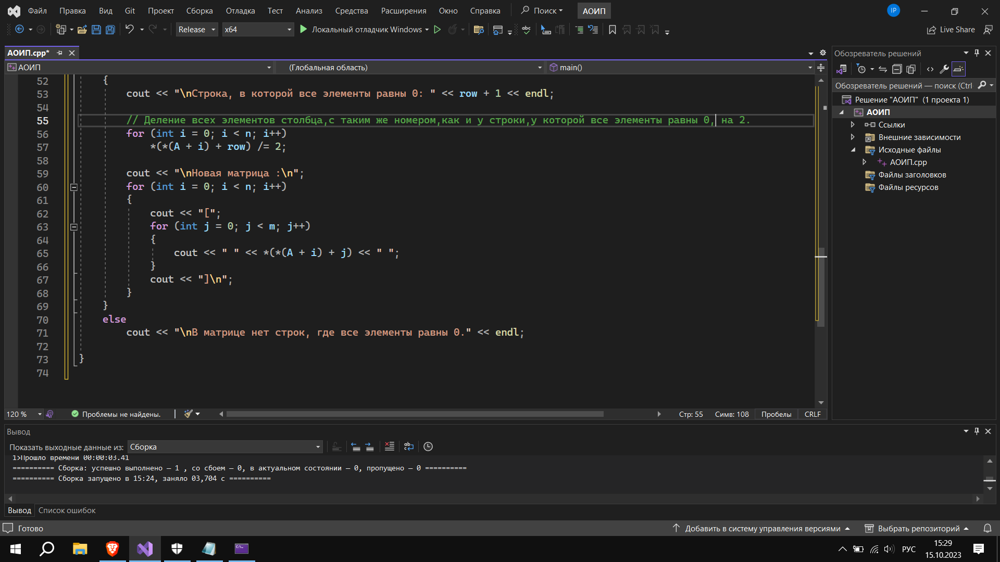 Файл Правка Вид Git Проект Сборка Отладка Тест Анализ Средства Расширения Окно Справка Поиск АОИП IP
Release x64 Локальный отладчик Windows Live Share
АОИП.cpp*
АОИП (Глобальная область) main()
52 {
53 cout << "\nСтрока, в которой все элементы равны 0: " << row + 1 << endl;
54
55 // Деление всех элементов столбца,с таким же номером,как и у строки,у которой все элементы равны 0, на 2.
56 for (int i = 0; i < n; i++)
57 *(*(A + i) + row) /= 2;
58
59 cout << "\nНовая матрица :\n";
60 for (int i = 0; i < n; i++)
61 {
62 cout << "[";
63 for (int j = 0; j < m; j++)
64 {
65 cout << " " << *(*(A + i) + j) << " ";
66 }
67 cout << "]\n";
68 }
69 }
70 else
71 cout << "\nВ матрице нет строк, где все элементы равны 0." << endl;
72
73 }
74
120 % Проблемы не найдены. Стр: 55 Симв: 108 Пробелы CRLF
Обозреватель решений
Обозреватель решений — поиск (Ctrl
Решение "АОИП" (1 проекта 1)
АОИП
Ссылки
Внешние зависимости
Исходные файлы
АОИП.cpp
Файлы заголовков
Файлы ресурсов
Вывод
Показать выходные данные из: Сборка
1>Прошло времени 00:00:03.41
========== Сборка: успешно выполнено — 1 , со сбоем — 0, в актуальном состоянии — 0, пропущено — 0 ==========
========== Сборка запущено в 15:24, заняло 03,704 с ==========
Вывод Список ошибок
Готово Добавить в систему управления версиями Выбрать репозиторий
РУС 15:29
15.10.2023